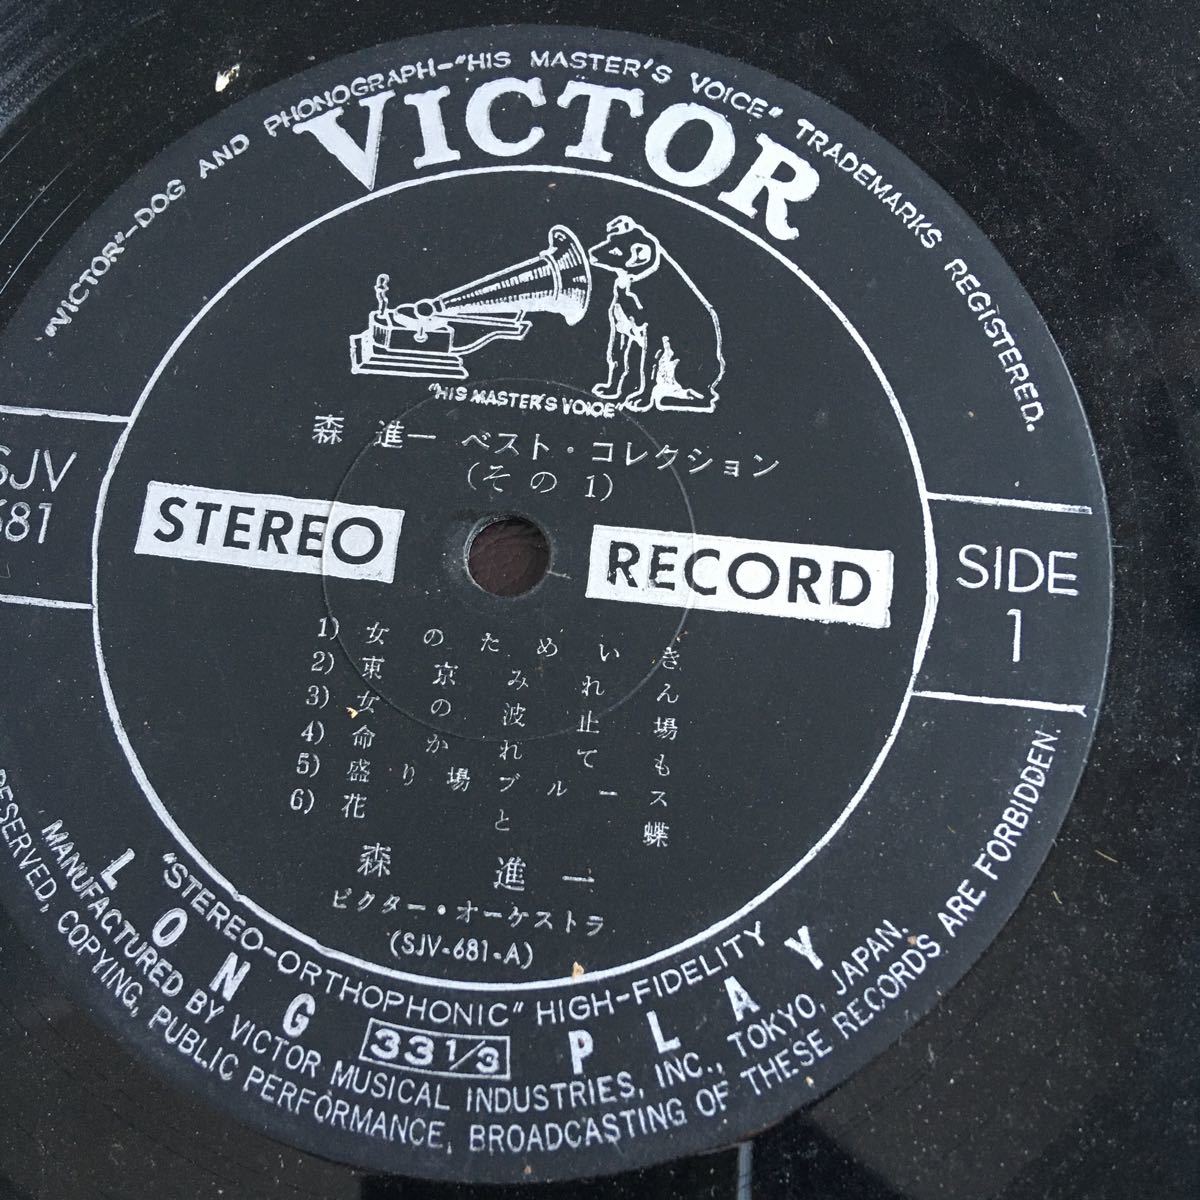 "VICTOR"-DOG AND PHONOGRAPH-"HIS MASTER'S VOICE" TRADEMARKS REGISTERED.
VICTOR
"HIS MASTER'S VOICE"
森 進一 ベスト・コレクション
(その 1)
SJV
681
STEREO RECORD
SIDE
1
1) 女のためいき
2) 東京みれん
3) 女の波止場
4) 命かれても
5) 盛り場ブルース
6) 花と蝶
森 進一
ビクター・オーケストラ
(SJV-681-A)
"STEREO-ORTHOPHONIC" HIGH-FIDELITY
LONG 33 1/3 PLAY
MANUFACTURED BY VICTOR MUSICAL INDUSTRIES, INC., TOKYO, JAPAN.
RESERVED, COPYING, PUBLIC PERFORMANCE, BROADCASTING OF THESE RECORDS ARE FORBIDDEN.